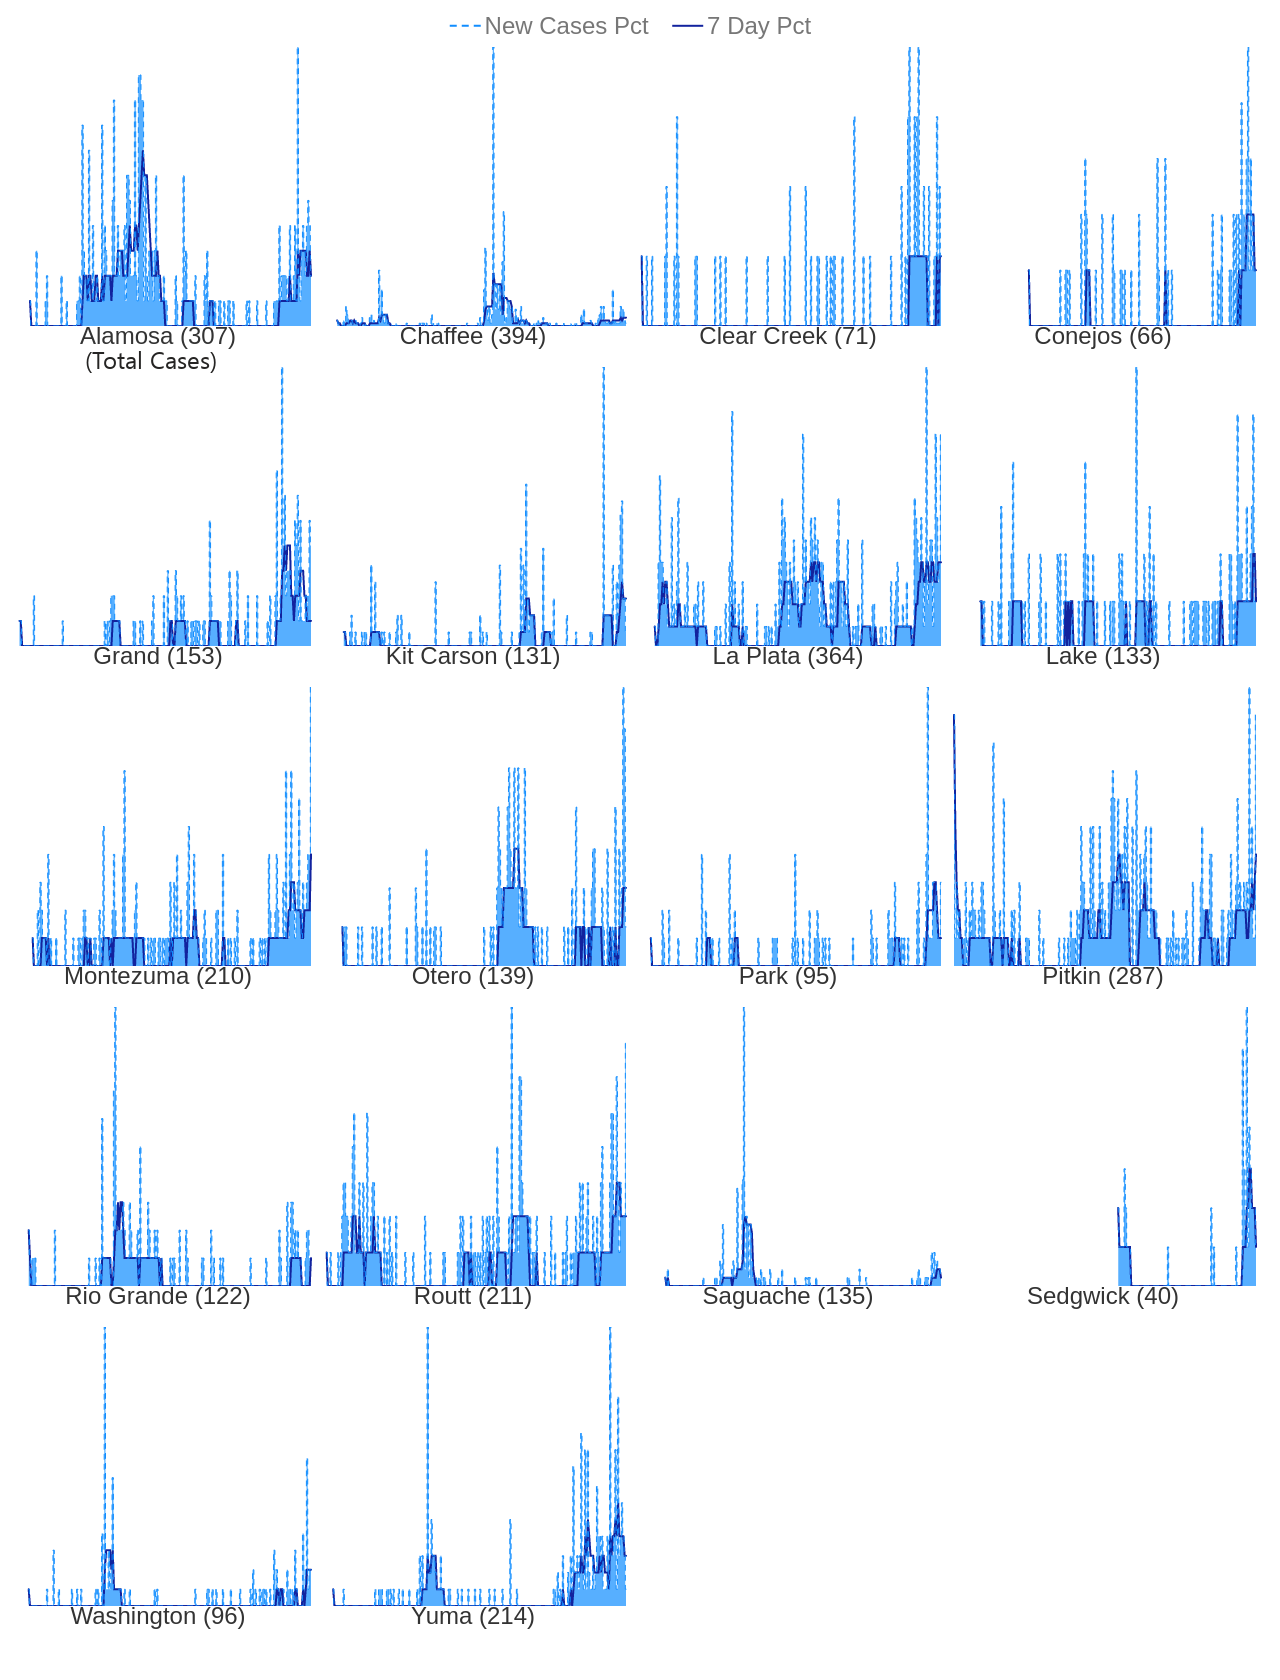 New Cases Pct 7 Day Pct
Alamosa (307) Chaffee (394) Clear Creek (71) Conejos (66)
(Total Cases)
Grand (153) Kit Carson (131) La Plata (364) Lake (133)
Montezuma (210) Otero (139) Park (95) Pitkin (287)
Rio Grande (122) Routt (211) Saguache (135) Sedgwick (40)
Washington (96) Yuma (214)